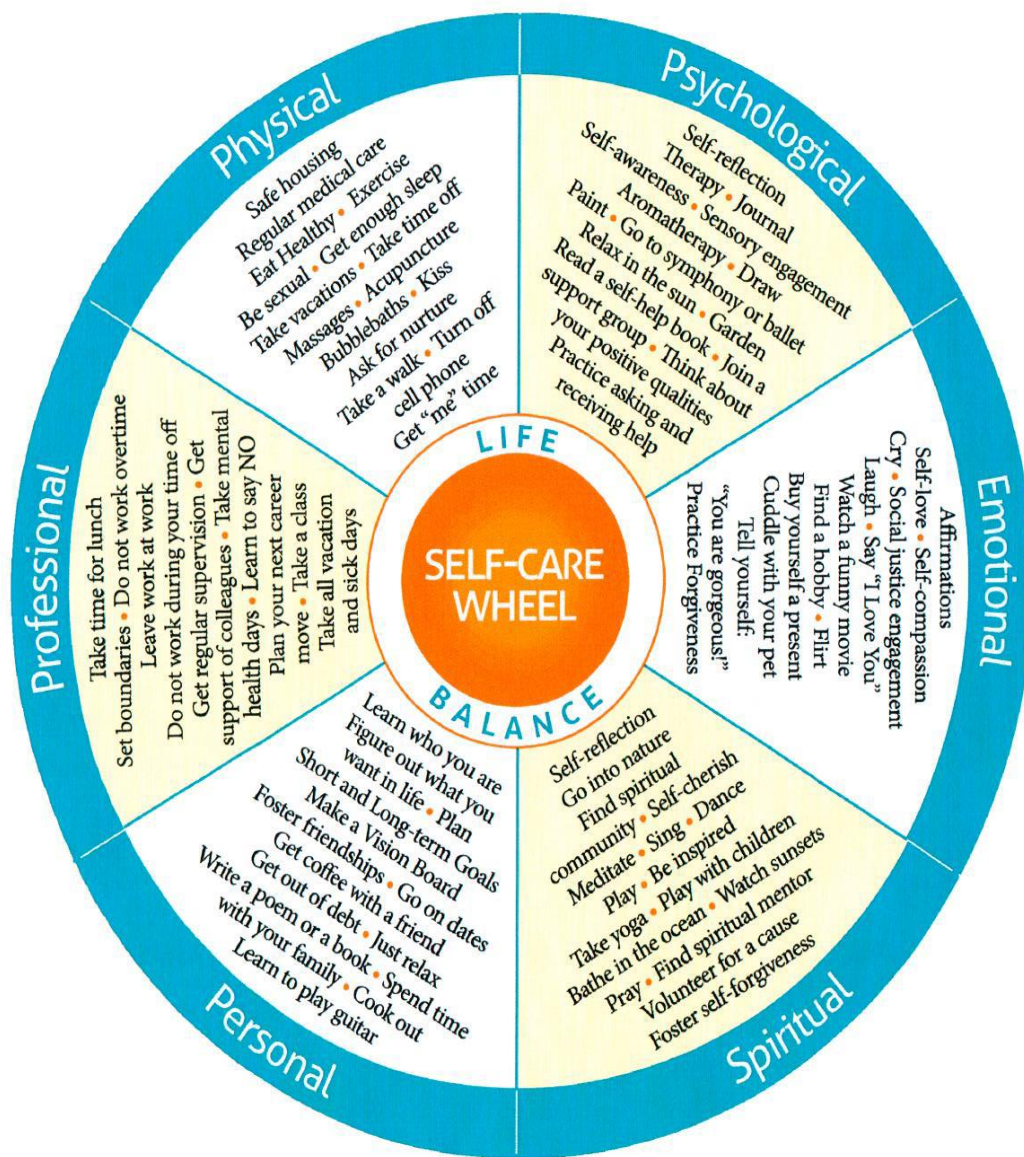 SELF-CARE
WHEEL
LIFE
BALANCE
Physical
Safe housing
Regular medical care
Eat Healthy • Exercise
Be sexual • Get enough sleep
Take vacations • Take time off
Massages • Acupuncture
Bubblebaths • Kiss
Ask for nurture
Take a walk • Turn off
cell phone
Get “me” time
Psychological
Self-reflection
Therapy • Journal
Self-awareness • Sensory engagement
Aromatherapy • Draw
Paint • Go to symphony or ballet
Relax in the sun • Garden
Read a self-help book • Join a
support group • Think about
your positive qualities
Practice asking and
receiving help
Emotional
Affirmations
Self-love • Self-compassion
Cry • Social justice engagement
Laugh • Say “I Love You”
Watch a funny movie
Find a hobby • Flirt
Buy yourself a present
Cuddle with your pet
Tell yourself:
“You are gorgeous!”
Practice Forgiveness
Spiritual
Self-reflection
Go into nature
Find spiritual
community • Self-cherish
Meditate • Sing • Dance
Play • Be inspired
Take yoga • Play with children
Bathe in the ocean • Watch sunsets
Pray • Find spiritual mentor
Volunteer for a cause
Foster self-forgiveness
Personal
Learn who you are
Figure out what you
want in life • Plan
Short and Long-term Goals
Make a Vision Board
Foster friendships • Go on dates
Get coffee with a friend
Get out of debt • Just relax
Write a poem or a book • Spend time
with your family • Cook out
Learn to play guitar
Professional
Take time for lunch
Set boundaries • Do not work overtime
Leave work at work
Do not work during your time off
Get regular supervision • Get
support of colleagues • Take mental
health days • Learn to say NO
Plan your next career
move • Take a class
Take all vacation
and sick days